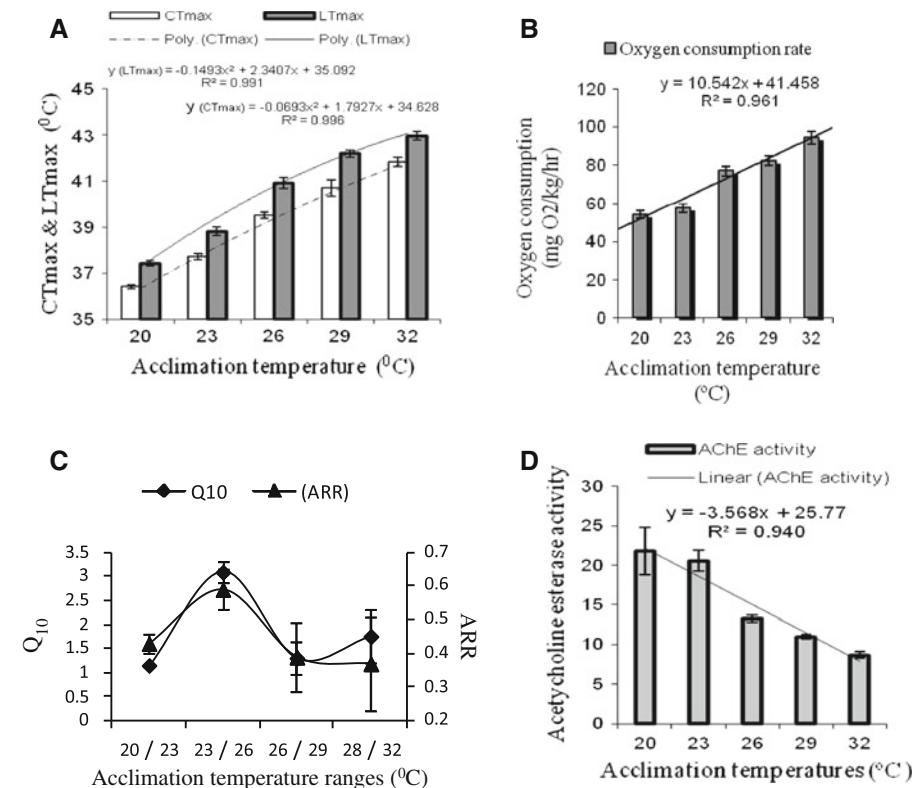 A
CTmax LTmax
Poly. (CTmax) Poly. (LTmax)
y (LTmax) = -0.1493x² + 2.3407x + 35.092
R² = 0.991
y (CTmax) = -0.0693x² + 1.7927x + 34.628
R² = 0.996
CTmax & LTmax (⁰C)
45
43
41
39
37
35
20 23 26 29 32
Acclimation temperature (⁰C)
B
Oxygen consumption rate
y = 10.542x + 41.458
R² = 0.961
Oxygen consumption
(mg O2/kg/hr)
120
100
80
60
40
20
0
20 23 26 29 32
Acclimation temperature
(°C)
C
Q10 (ARR)
Q₁₀
3.5
3
2.5
2
1.5
1
0.5
0
ARR
0.7
0.6
0.5
0.4
0.3
0.2
20 / 23 23 / 26 26 / 29 28 / 32
Acclimation temperature ranges (⁰C)
D
AChE activity
Linear (AChE activity)
y = -3.568x + 25.77
R² = 0.940
Acetycholine esterase activity
30
25
20
15
10
5
0
20 23 26 29 32
Acclimation temperatures (°C)